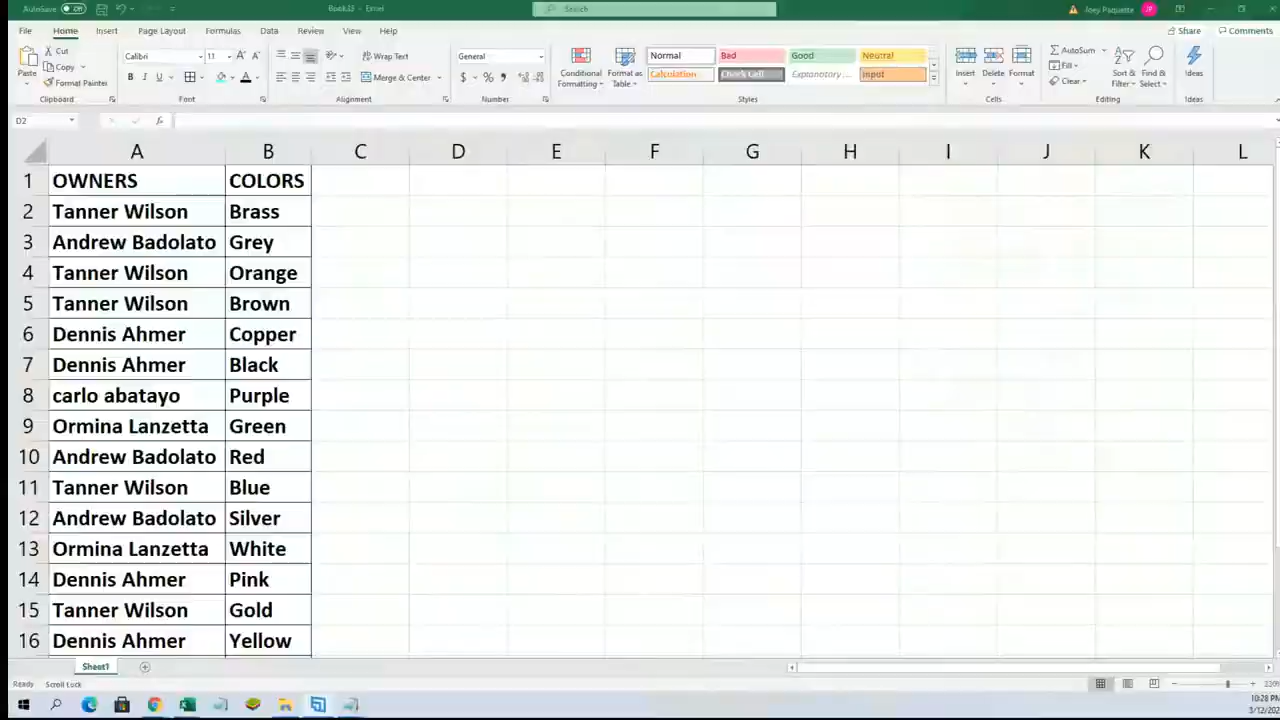 AutoSave Off Book13 - Excel Search Joey Paquette JP
File Home Insert Page Layout Formulas Data Review View Help Share Comments
Cut Calibri 11 Wrap Text General Normal Bad Good Neutral AutoSum
Copy Fill
Paste Format Painter Merge & Center Conditional Formatting Format as Table Calculation Check Cell Explanatory ... Input Insert Delete Format Clear Sort & Filter Find & Select Ideas
Clipboard Font Alignment Number Styles Cells Editing Ideas
D2 fx
A B C D E F G H I J K L
1 OWNERS COLORS
2 Tanner Wilson Brass
3 Andrew Badolato Grey
4 Tanner Wilson Orange
5 Tanner Wilson Brown
6 Dennis Ahmer Copper
7 Dennis Ahmer Black
8 carlo abatayo Purple
9 Ormina Lanzetta Green
10 Andrew Badolato Red
11 Tanner Wilson Blue
12 Andrew Badolato Silver
13 Ormina Lanzetta White
14 Dennis Ahmer Pink
15 Tanner Wilson Gold
16 Dennis Ahmer Yellow
Sheet1
Ready Scroll Lock
10:28 PM